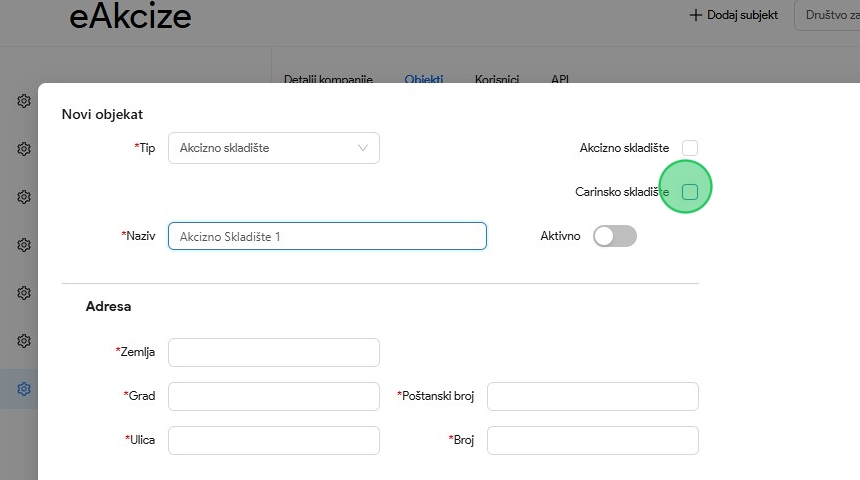 eAkcize
Dodaj subjekt
Društvo za
Detalji kompanije Objekti Korisnici API
Novi objekat
*Tip Akcizno skladište Akcizno skladište
Carinsko skladište
*Naziv Akcizno Skladište 1 Aktivno
Adresa
*Zemlja
*Grad *Poštanski broj
*Ulica *Broj